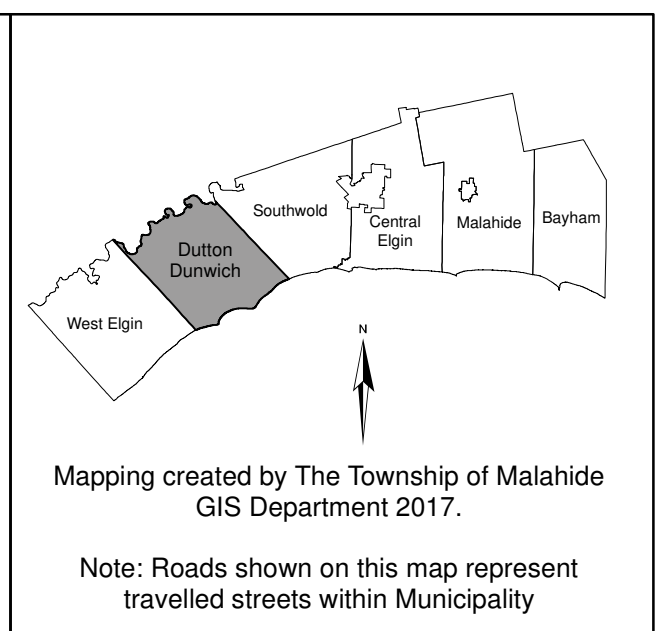 Southwold
Central
Elgin
Malahide
Bayham
Dutton
Dunwich
West Elgin
N
Mapping created by The Township of Malahide
GIS Department 2017.
Note: Roads shown on this map represent
travelled streets within Municipality